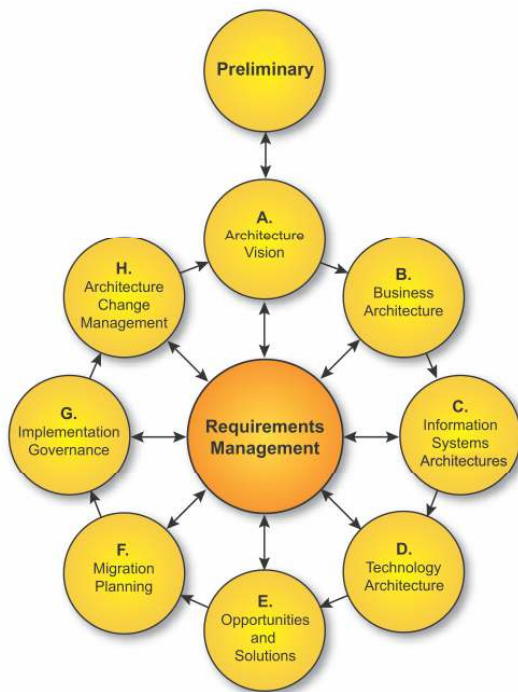 Preliminary
A.
Architecture
Vision
B.
Business
Architecture
C.
Information
Systems
Architectures
D.
Technology
Architecture
E.
Opportunities
and
Solutions
F.
Migration
Planning
G.
Implementation
Governance
H.
Architecture
Change
Management
Requirements
Management